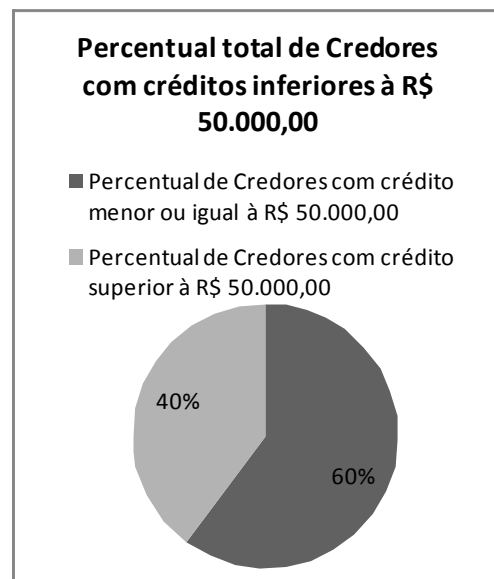 Percentual total de Credores
com créditos inferiores à R$
50.000,00
Percentual de Credores com crédito
menor ou igual à R$ 50.000,00
Percentual de Credores com crédito
superior à R$ 50.000,00
40%
60%